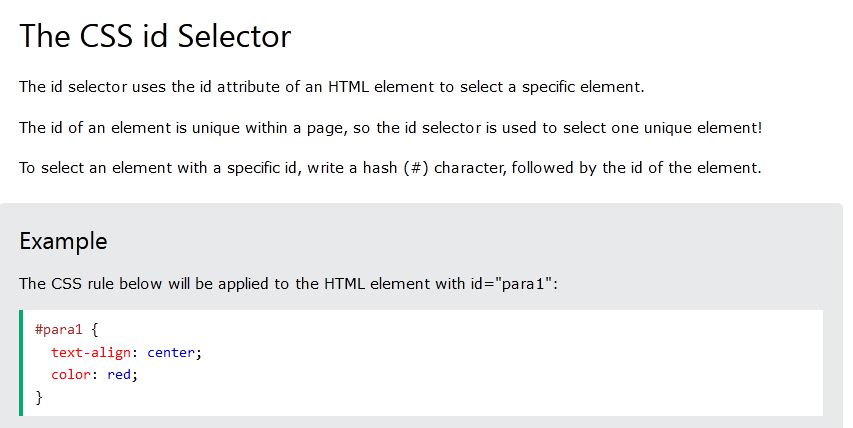 The CSS id Selector
The id selector uses the id attribute of an HTML element to select a specific element.
The id of an element is unique within a page, so the id selector is used to select one unique element!
To select an element with a specific id, write a hash (#) character, followed by the id of the element.
Example
The CSS rule below will be applied to the HTML element with id="para1":
#para1 {
  text-align: center;
  color: red;
}